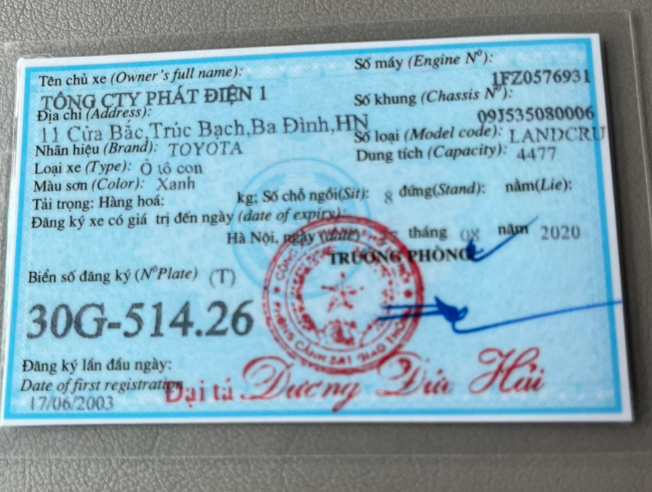 Tên chủ xe (Owner's full name):
TỔNG CTY PHÁT ĐIỆN 1
Địa chỉ (Address):
11 Cửa Bắc,Trúc Bạch,Ba Đình,HN
Nhãn hiệu (Brand): TOYOTA
Loại xe (Type): Ô tô con
Màu sơn (Color): Xanh
Số máy (Engine Nº):
1FZ0576931
Số khung (Chassis Nº):
09J535080006
Số loại (Model code): LANDCRU
Dung tích (Capacity): 4477
Tải trọng: Hàng hoá: kg; Số chỗ ngồi(Sit): 8 đứng(Stand): nằm(Lie):
Đăng ký xe có giá trị đến ngày (date of expiry):
Hà Nội, ngày (date) tháng 08 năm 2020
TRƯỞNG PHÒNG
Biển số đăng ký (NºPlate) (T)
30G-514.26
Đăng ký lần đầu ngày:
Date of first registration
17/06/2003
Đại tá Dương Đức Hải